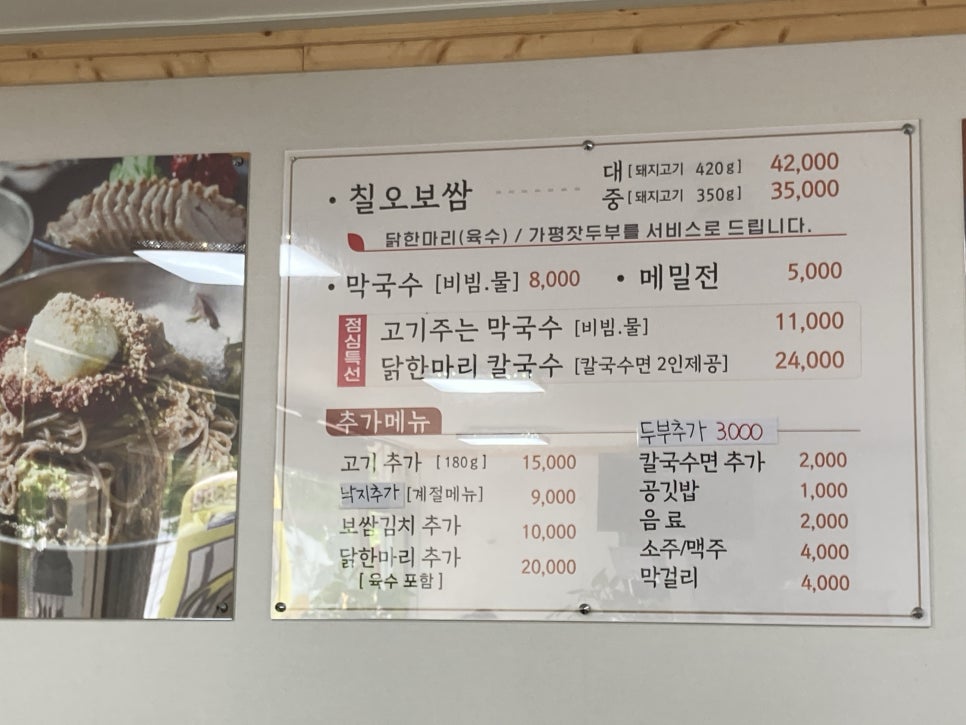 • 칠오보쌈 ------- 대 [돼지고기 420g] 42,000
중 [돼지고기 350g] 35,000
닭한마리(육수) / 가평잣두부를 서비스로 드립니다.
• 막국수 [비빔.물] 8,000 • 메밀전 5,000
점심특선
고기주는 막국수 [비빔.물] 11,000
닭한마리 칼국수 [칼국수면 2인제공] 24,000
추가메뉴
고기 추가 [180g] 15,000
낙지추가 [계절메뉴] 9,000
보쌈김치 추가 10,000
닭한마리 추가 20,000
[육수 포함]
두부추가 3.000
칼국수면 추가 2,000
공깃밥 1,000
음료 2,000
소주/맥주 4,000
막걸리 4,000